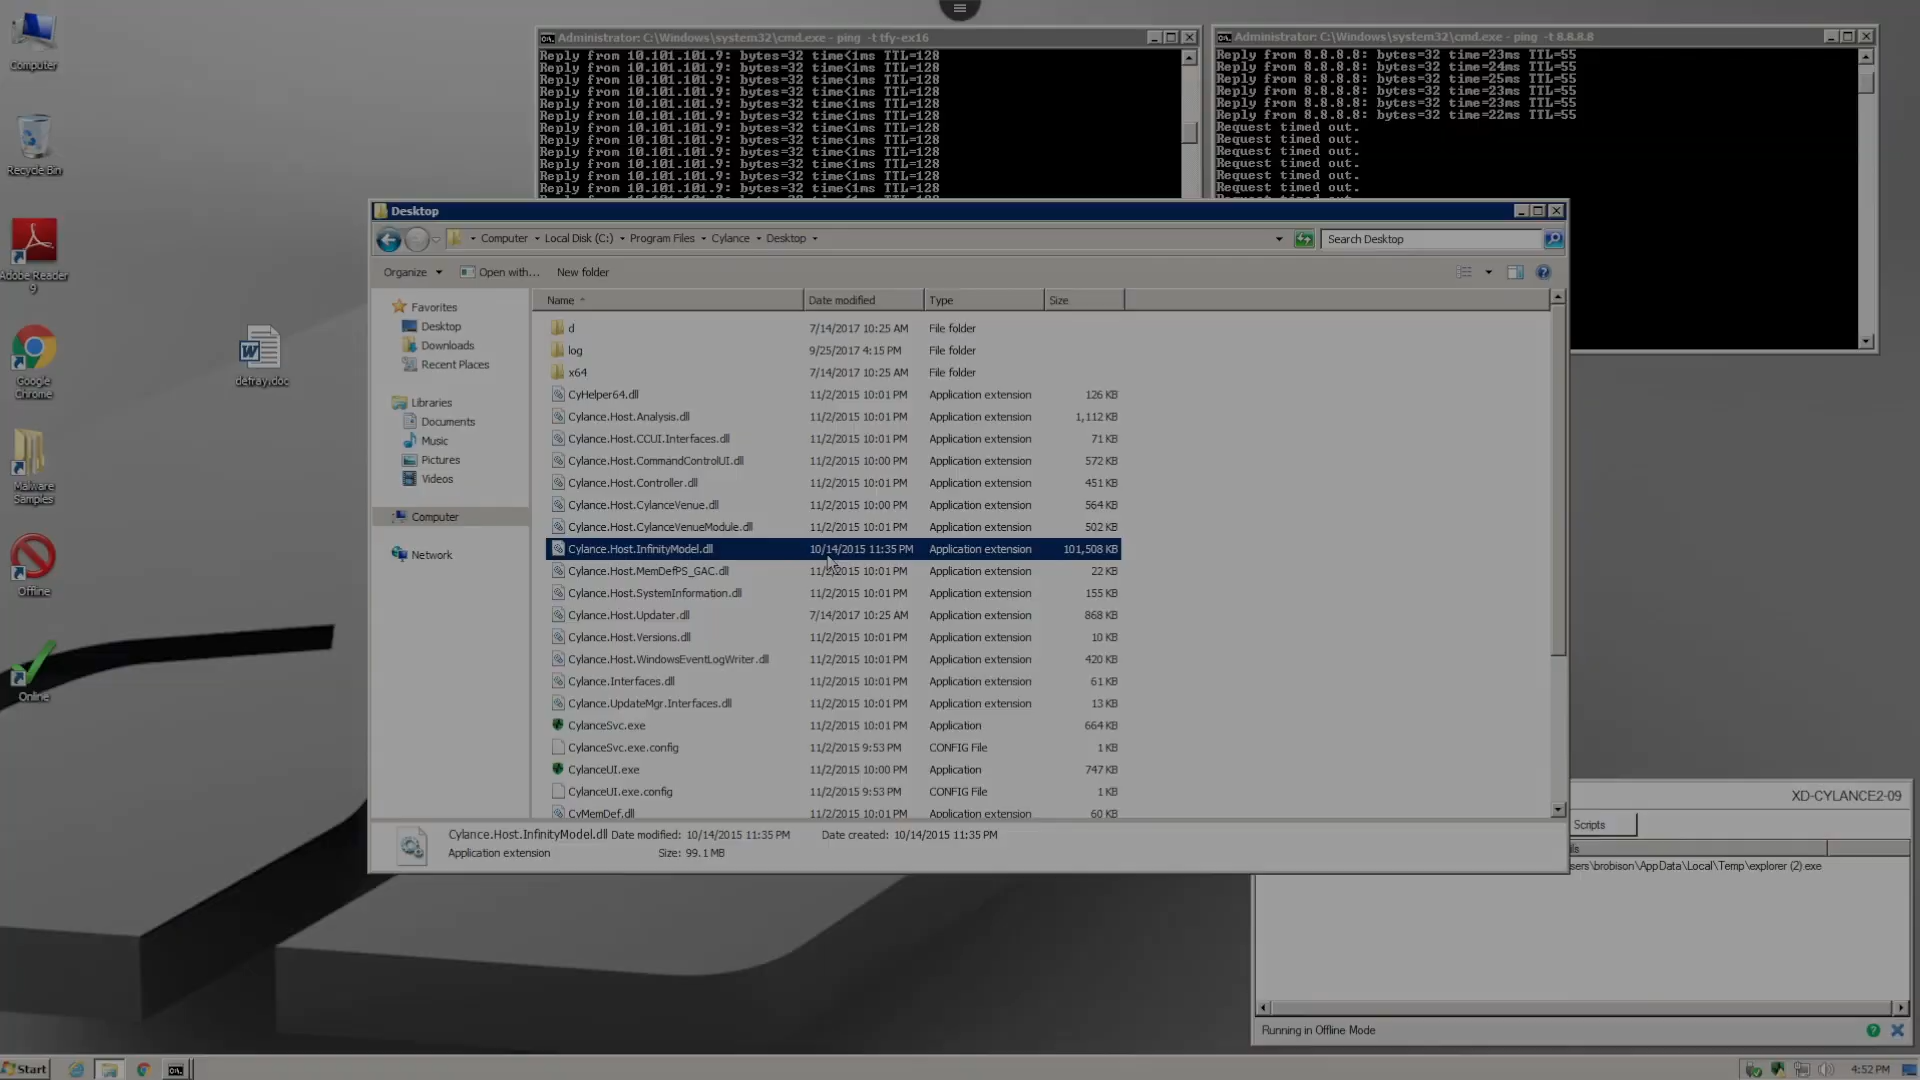 Computer
Recycle Bin
Adobe Reader
9
Google
Chrome
Malware
Samples
Offline
Online
defray.doc
Administrator: C:\Windows\system32\cmd.exe - ping -t tfy-ex16
Reply from 10.101.101.9: bytes=32 time<1ms TTL=128
Reply from 10.101.101.9: bytes=32 time<1ms TTL=128
Reply from 10.101.101.9: bytes=32 time<1ms TTL=128
Reply from 10.101.101.9: bytes=32 time<1ms TTL=128
Reply from 10.101.101.9: bytes=32 time<1ms TTL=128
Reply from 10.101.101.9: bytes=32 time<1ms TTL=128
Reply from 10.101.101.9: bytes=32 time<1ms TTL=128
Reply from 10.101.101.9: bytes=32 time<1ms TTL=128
Reply from 10.101.101.9: bytes=32 time<1ms TTL=128
Reply from 10.101.101.9: bytes=32 time<1ms TTL=128
Reply from 10.101.101.9: bytes=32 time<1ms TTL=128
Reply from 10.101.101.9: bytes=32 time<1ms TTL=128
Administrator: C:\Windows\system32\cmd.exe - ping -t 8.8.8.8
Reply from 8.8.8.8: bytes=32 time=23ms TTL=55
Reply from 8.8.8.8: bytes=32 time=24ms TTL=55
Reply from 8.8.8.8: bytes=32 time=25ms TTL=55
Reply from 8.8.8.8: bytes=32 time=23ms TTL=55
Reply from 8.8.8.8: bytes=32 time=23ms TTL=55
Reply from 8.8.8.8: bytes=32 time=22ms TTL=55
Request timed out.
Request timed out.
Request timed out.
Request timed out.
Request timed out.
Request timed out.
Desktop
Computer Local Disk (C:) Program Files Cylance Desktop
Search Desktop
Organize Open with... New folder
Favorites
Desktop
Downloads
Recent Places
Libraries
Documents
Music
Pictures
Videos
Computer
Network
Name Date modified Type Size
d 7/14/2017 10:25 AM File folder
log 9/25/2017 4:15 PM File folder
x64 7/14/2017 10:25 AM File folder
CyHelper64.dll 11/2/2015 10:01 PM Application extension 126 KB
Cylance.Host.Analysis.dll 11/2/2015 10:01 PM Application extension 1,112 KB
Cylance.Host.CCUI.Interfaces.dll 11/2/2015 10:01 PM Application extension 71 KB
Cylance.Host.CommandControlUI.dll 11/2/2015 10:00 PM Application extension 572 KB
Cylance.Host.Controller.dll 11/2/2015 10:01 PM Application extension 451 KB
Cylance.Host.CylanceVenue.dll 11/2/2015 10:00 PM Application extension 564 KB
Cylance.Host.CylanceVenueModule.dll 11/2/2015 10:01 PM Application extension 502 KB
Cylance.Host.InfinityModel.dll 10/14/2015 11:35 PM Application extension 101,508 KB
Cylance.Host.MemDefPS_GAC.dll 11/2/2015 10:01 PM Application extension 22 KB
Cylance.Host.SystemInformation.dll 11/2/2015 10:01 PM Application extension 155 KB
Cylance.Host.Updater.dll 7/14/2017 10:25 AM Application extension 868 KB
Cylance.Host.Versions.dll 11/2/2015 10:01 PM Application extension 10 KB
Cylance.Host.WindowsEventLogWriter.dll 11/2/2015 10:01 PM Application extension 420 KB
Cylance.Interfaces.dll 11/2/2015 10:01 PM Application extension 61 KB
Cylance.UpdateMgr.Interfaces.dll 11/2/2015 10:01 PM Application extension 13 KB
CylanceSvc.exe 11/2/2015 10:01 PM Application 664 KB
CylanceSvc.exe.config 11/2/2015 9:53 PM CONFIG File 1 KB
CylanceUI.exe 11/2/2015 10:00 PM Application 747 KB
CylanceUI.exe.config 11/2/2015 9:53 PM CONFIG File 1 KB
CyMemDef.dll 11/2/2015 10:01 PM Application extension 60 KB
Cylance.Host.InfinityModel.dll Date modified: 10/14/2015 11:35 PM Date created: 10/14/2015 11:35 PM
Application extension Size: 99.1 MB
XD-CYLANCE2-09
Scripts
ils
sers\brobison\AppData\Local\Temp\explorer (2).exe
Running in Offline Mode
Start
4:52 PM